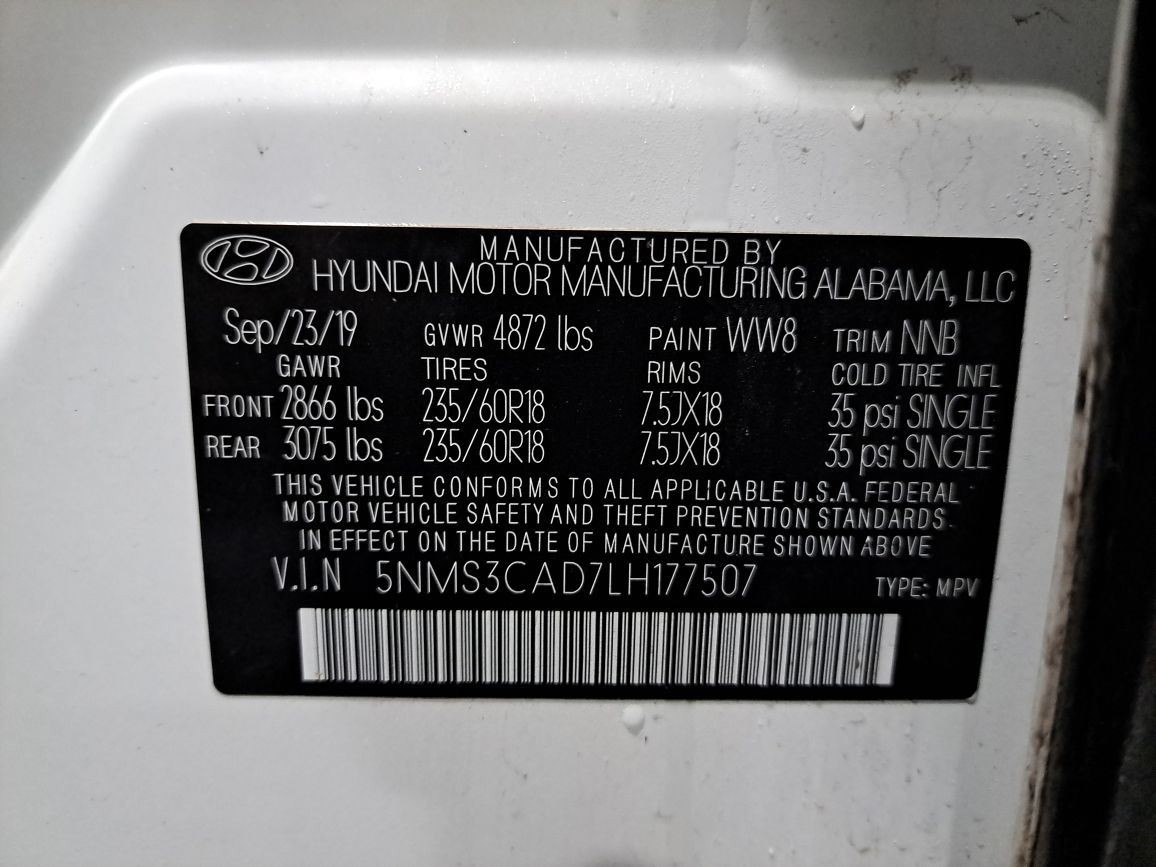 MANUFACTURED BY
HYUNDAI MOTOR MANUFACTURING ALABAMA, LLC
Sep/23/19 GVWR 4872 lbs PAINT WW8 TRIM NNB
GAWR TIRES RIMS COLD TIRE INFL
FRONT 2866 lbs 235/60R18 7.5JX18 35 psi SINGLE
REAR 3075 lbs 235/60R18 7.5JX18 35 psi SINGLE
THIS VEHICLE CONFORMS TO ALL APPLICABLE U.S.A. FEDERAL
MOTOR VEHICLE SAFETY AND THEFT PREVENTION STANDARDS
IN EFFECT ON THE DATE OF MANUFACTURE SHOWN ABOVE
V.I.N 5NMS3CAD7LH177507 TYPE: MPV